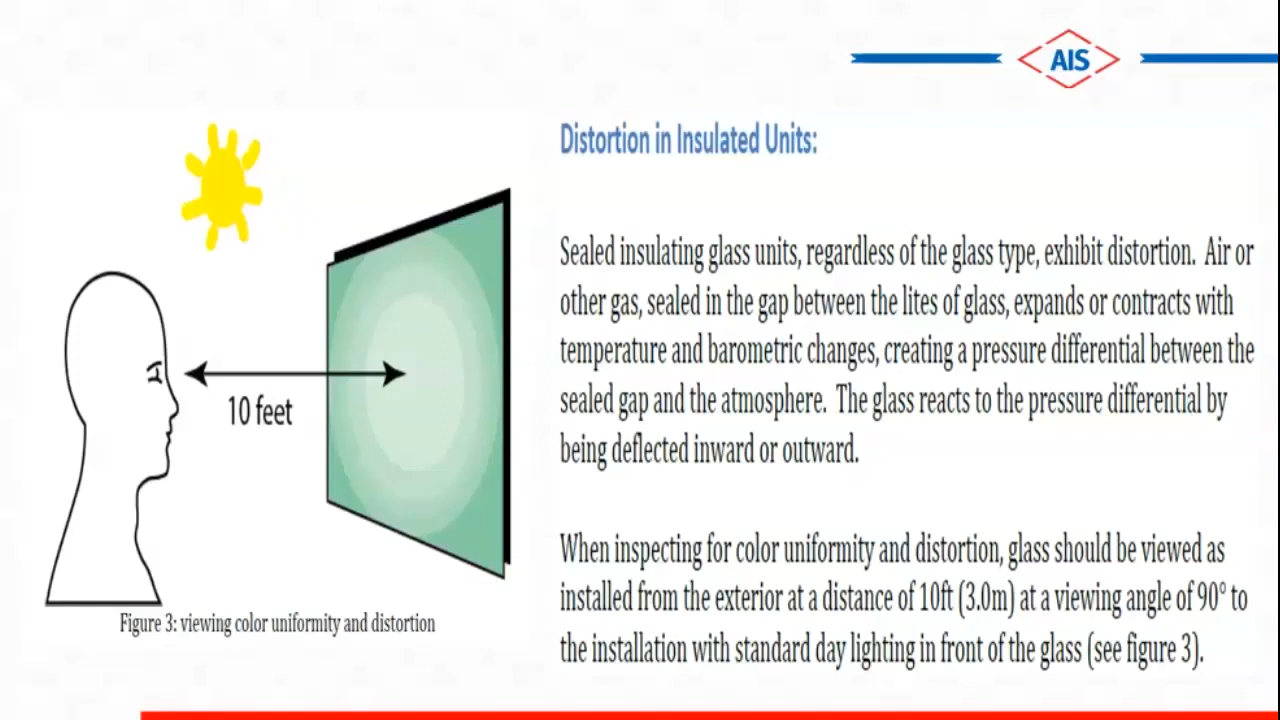 AIS
Distortion in Insulated Units:
Sealed insulating glass units, regardless of the glass type, exhibit distortion. Air or
other gas, sealed in the gap between the lites of glass, expands or contracts with
temperature and barometric changes, creating a pressure differential between the
sealed gap and the atmosphere. The glass reacts to the pressure differential by
being deflected inward or outward.
When inspecting for color uniformity and distortion, glass should be viewed as
installed from the exterior at a distance of 10ft (3.0m) at a viewing angle of 90° to
the installation with standard day lighting in front of the glass (see figure 3).
10 feet
Figure 3: viewing color uniformity and distortion